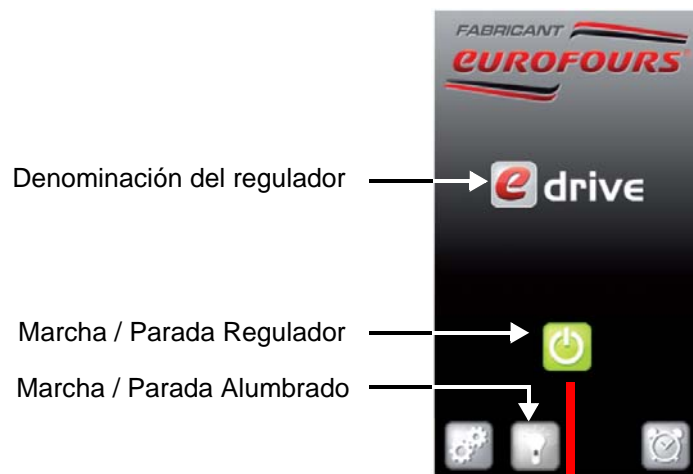 FABRICANT
EUROFOURS
Denominación del regulador
e drive
Marcha / Parada Regulador
Marcha / Parada Alumbrado